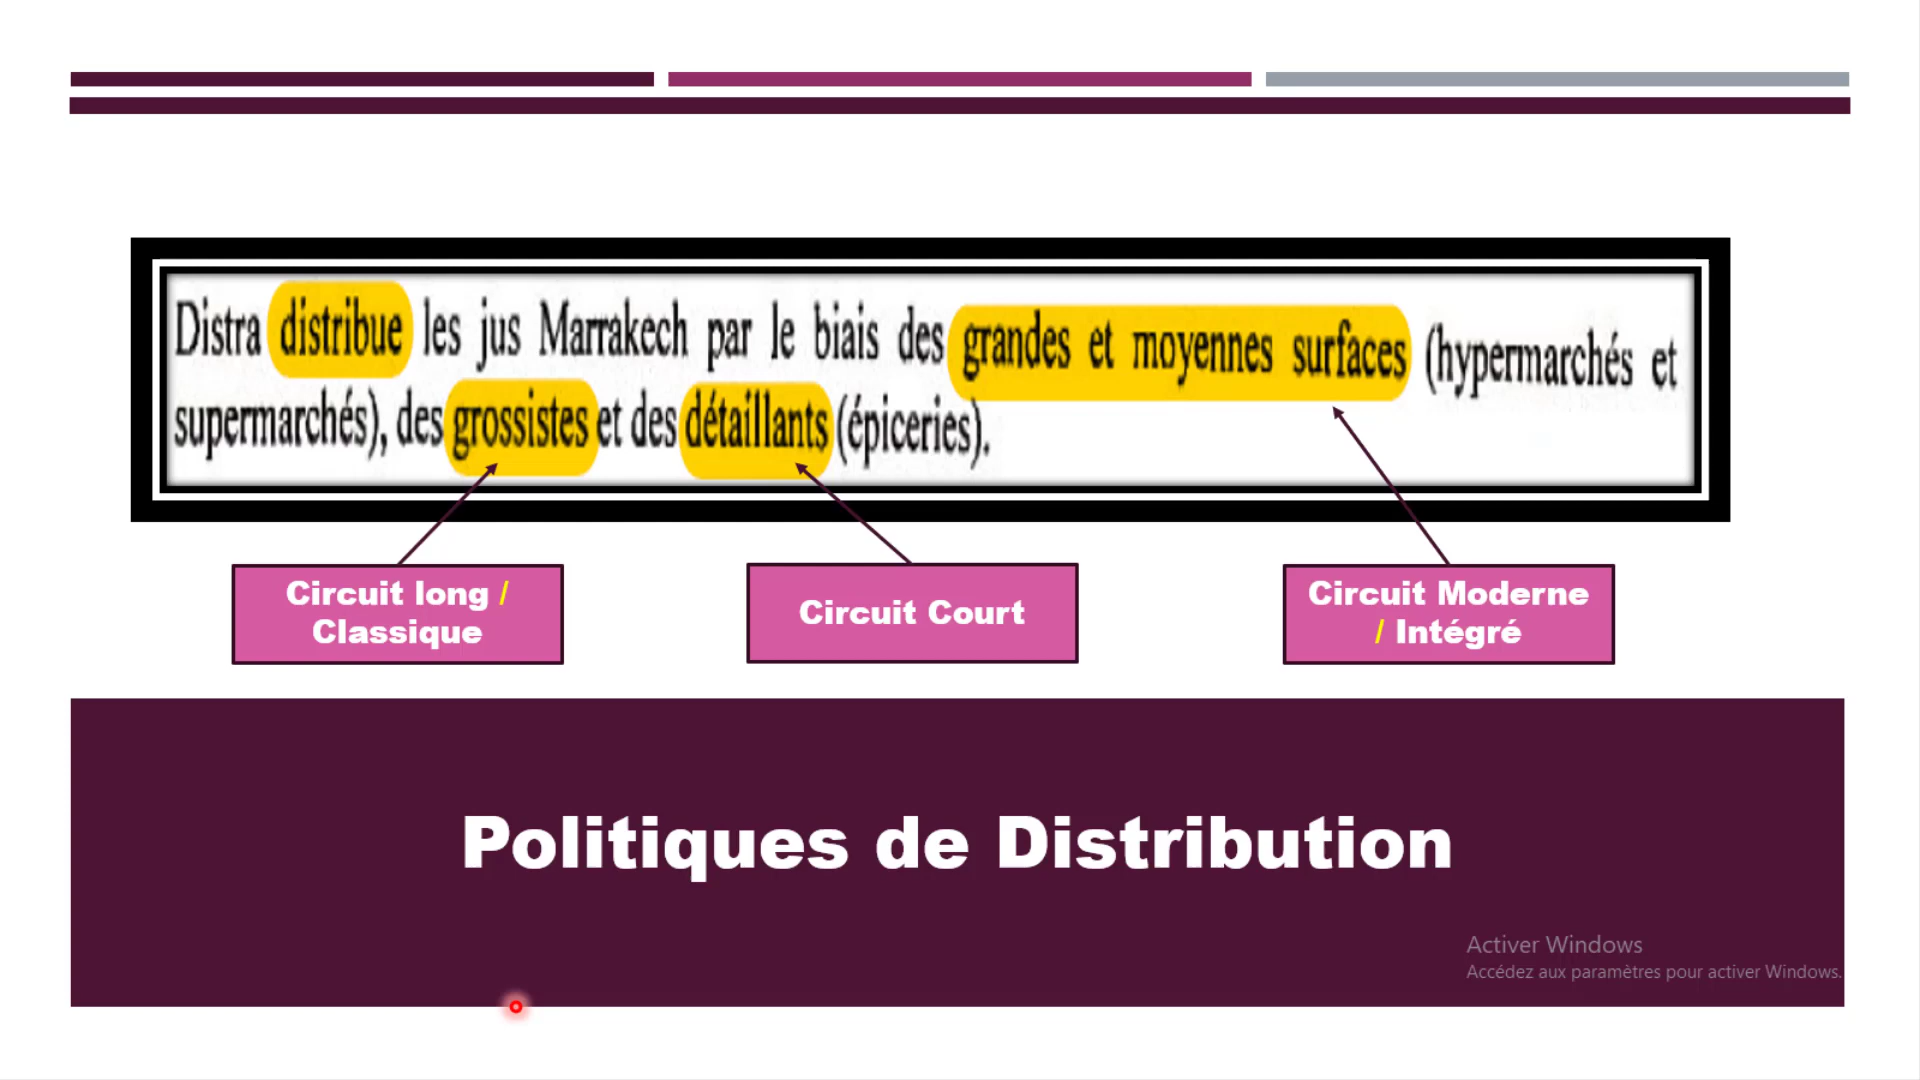 Distra distribue les jus Marrakech par le biais des grandes et moyennes surfaces (hypermarchés et
supermarchés), des grossistes et des détaillants (épiceries).
Circuit long /
Classique
Circuit Court
Circuit Moderne
/ Intégré
Politiques de Distribution
Activer Windows
Accédez aux paramètres pour activer Windows.